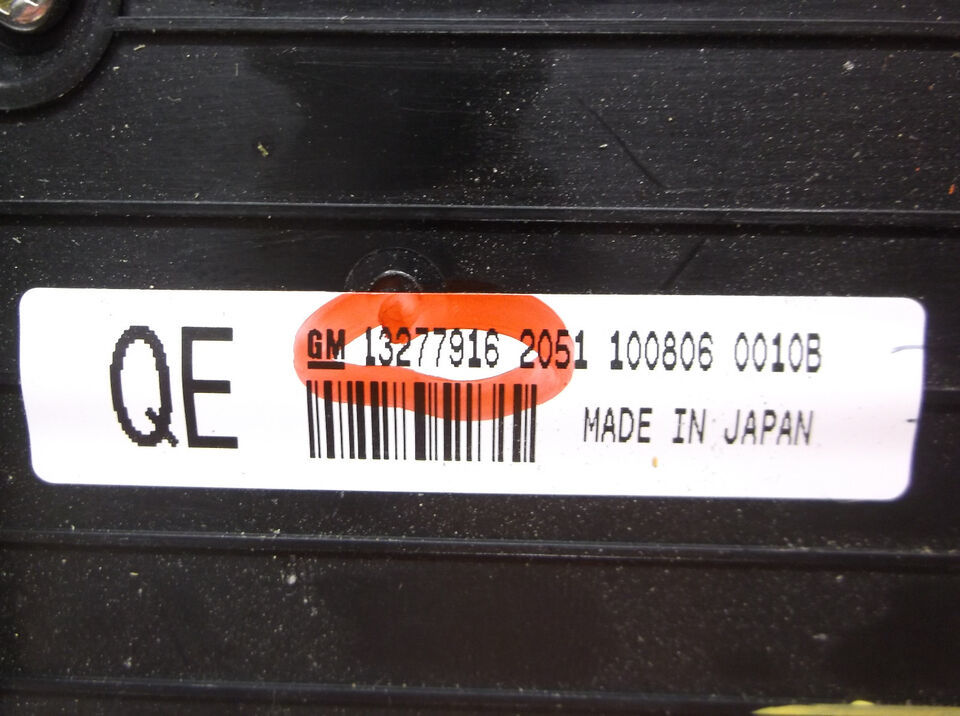 QE
GM 13277916 2051 100806 0010B
MADE IN JAPAN